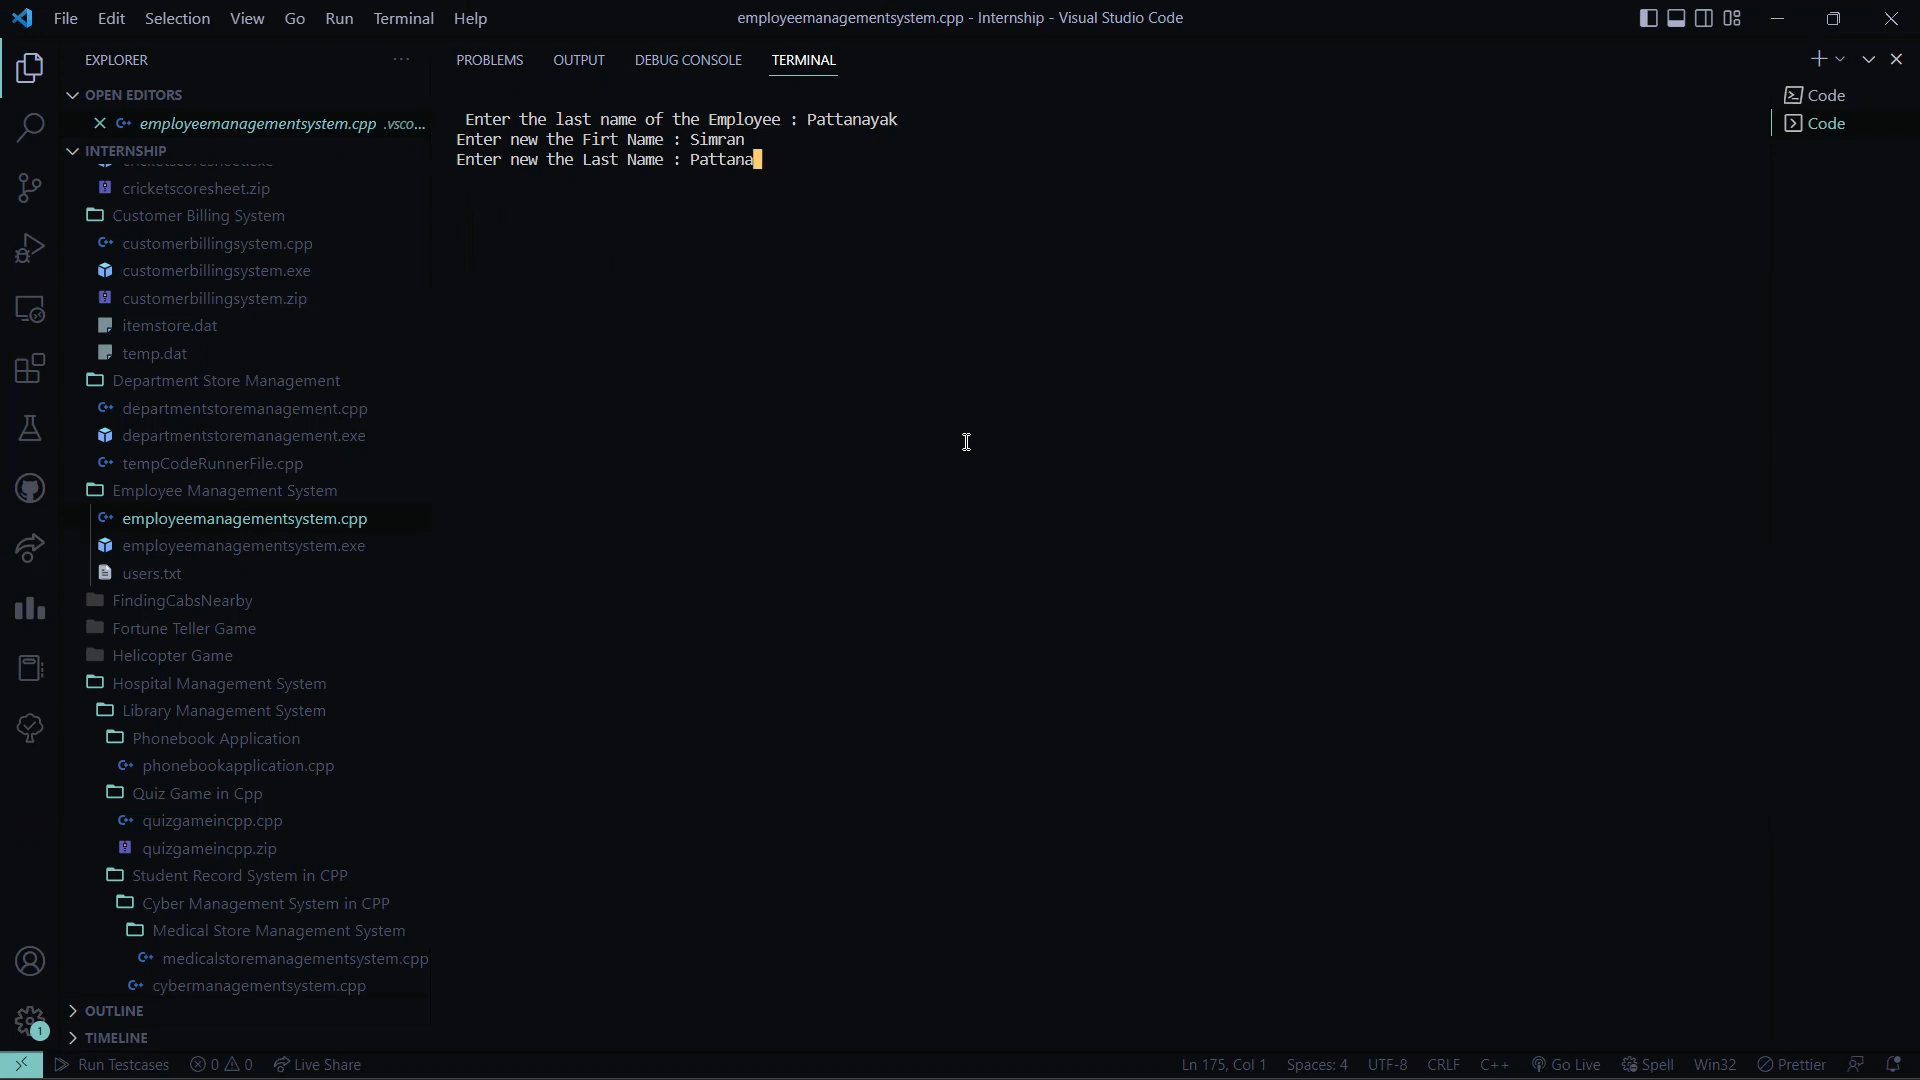 File Edit Selection View Go Run Terminal Help
employeemanagementsystem.cpp - Internship - Visual Studio Code
EXPLORER
OPEN EDITORS
employeemanagementsystem.cpp .vsco...
INTERNSHIP
cricketscoresheet.exe
cricketscoresheet.zip
Customer Billing System
customerbillingsystem.cpp
customerbillingsystem.exe
customerbillingsystem.zip
itemstore.dat
temp.dat
Department Store Management
departmentstoremanagement.cpp
departmentstoremanagement.exe
tempCodeRunnerFile.cpp
Employee Management System
employeemanagementsystem.cpp
employeemanagementsystem.exe
users.txt
FindingCabsNearby
Fortune Teller Game
Helicopter Game
Hospital Management System
Library Management System
Phonebook Application
phonebookapplication.cpp
Quiz Game in Cpp
quizgameincpp.cpp
quizgameincpp.zip
Student Record System in CPP
Cyber Management System in CPP
Medical Store Management System
medicalstoremanagementsystem.cpp
cybermanagementsystem.cpp
OUTLINE
TIMELINE
PROBLEMS OUTPUT DEBUG CONSOLE TERMINAL
Enter the last name of the Employee : Pattanayak
Enter new the Firt Name : Simran
Enter new the Last Name : Pattana
Code
Code
1
Run Testcases 0 0 Live Share
Ln 175, Col 1 Spaces: 4 UTF-8 CRLF C++ Go Live Spell Win32 Prettier